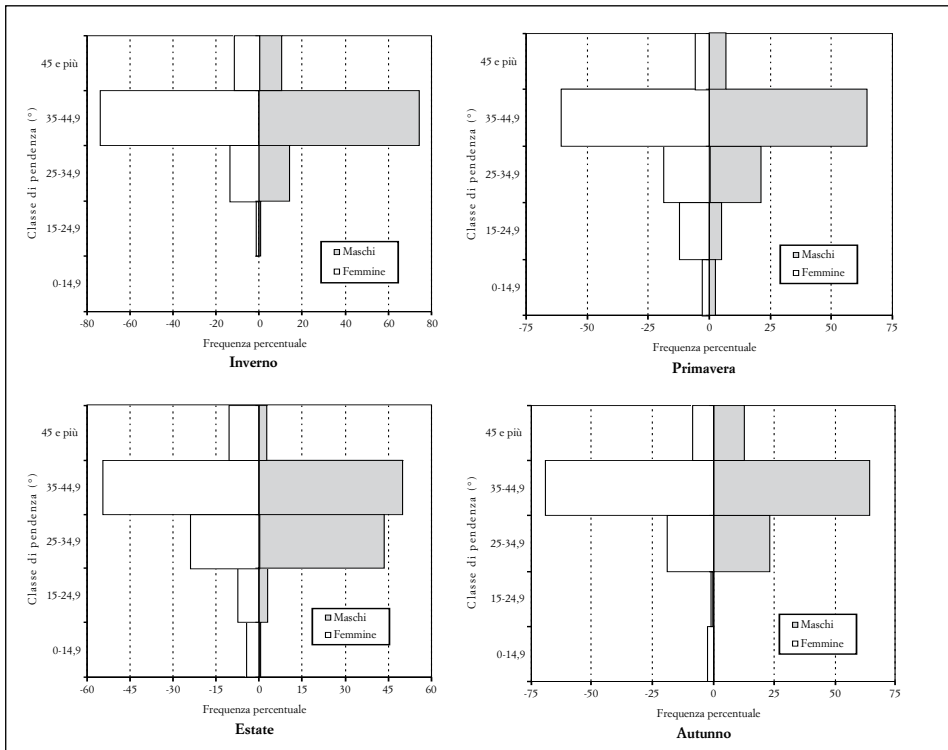 Classe di pendenza (°)
45 e più
35-44,9
25-34,9
15-24,9
0-14,9
Maschi
Femmine
-80 -60 -40 -20 0 20 40 60 80
Frequenza percentuale
Inverno
Classe di pendenza (°)
45 e più
35-44,9
25-34,9
15-24,9
0-14,9
Maschi
Femmine
-75 -50 -25 0 25 50 75
Frequenza percentuale
Primavera
Classe di pendenza (°)
45 e più
35-44,9
25-34,9
15-24,9
0-14,9
Maschi
Femmine
-60 -45 -30 -15 0 15 30 45 60
Frequenza percentuale
Estate
Classe di pendenza (°)
45 e più
35-44,9
25-34,9
15-24,9
0-14,9
Maschi
Femmine
-75 -50 -25 0 25 50 75
Frequenza percentuale
Autunno